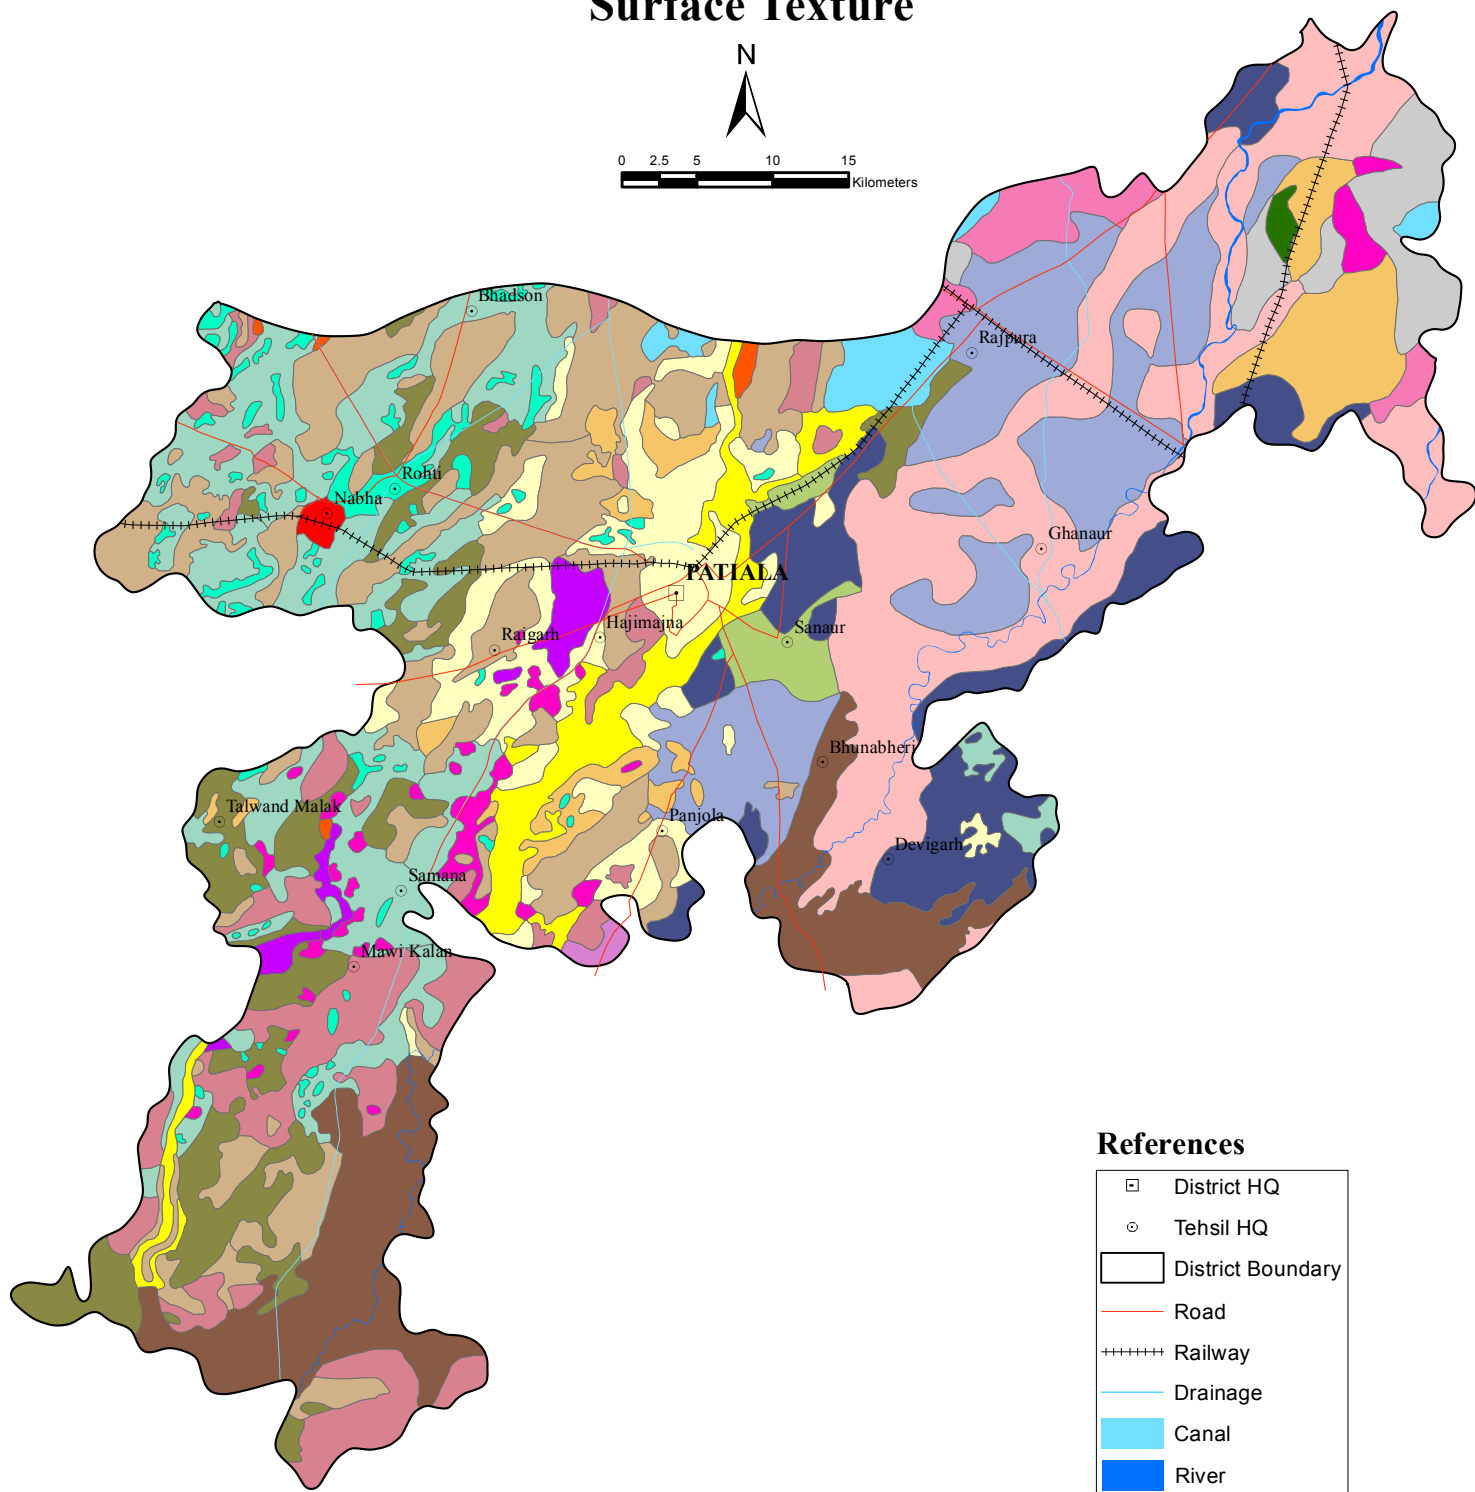 Surface Texture
N
0 2.5 5 10 15
Kilometers
Bhadson
Rajpura
Rohti
Nabha
Ghanaur
PATIALA
Hajimajna
Sanaur
Raigarh
Bhunabheri
Talwand Malak
Panjola
Devigarh
Samana
Mawi Kalan
References
District HQ
Tehsil HQ
District Boundary
Road
Railway
Drainage
Canal
River